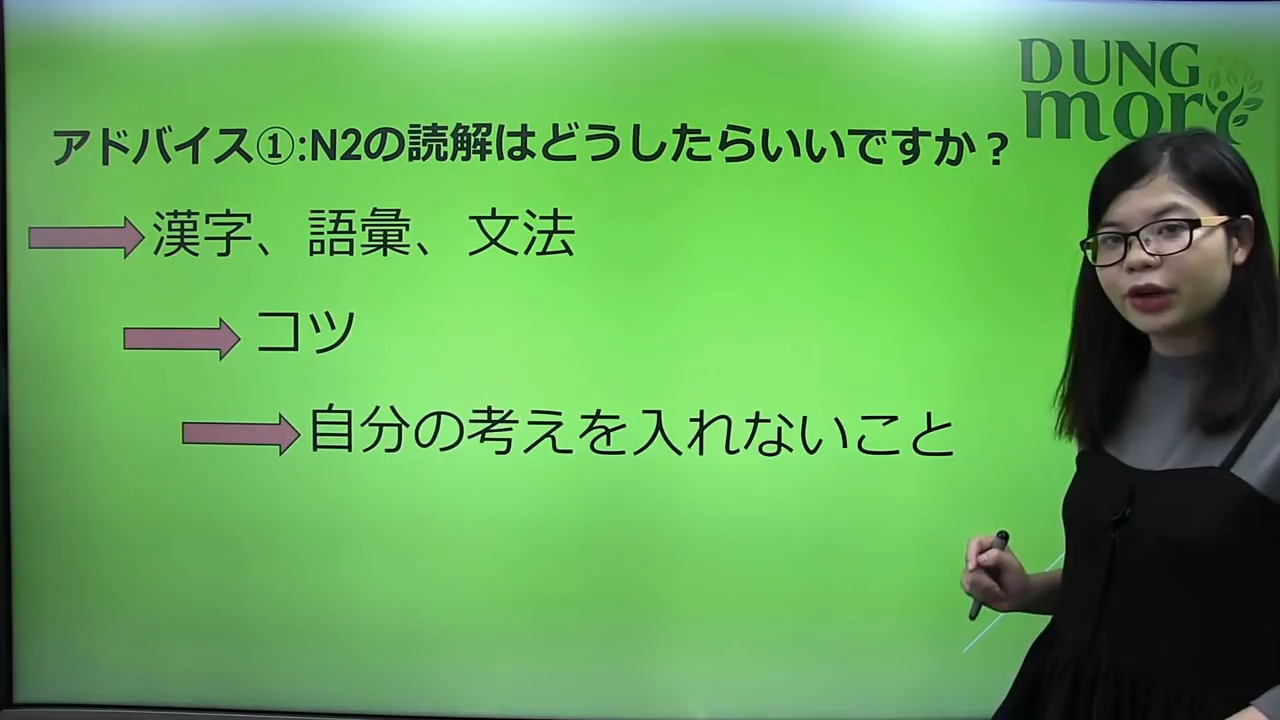 DUNG
mori
アドバイス①:N2の読解はどうしたらいいですか？
漢字、語彙、文法
コツ
自分の考えを入れないこと